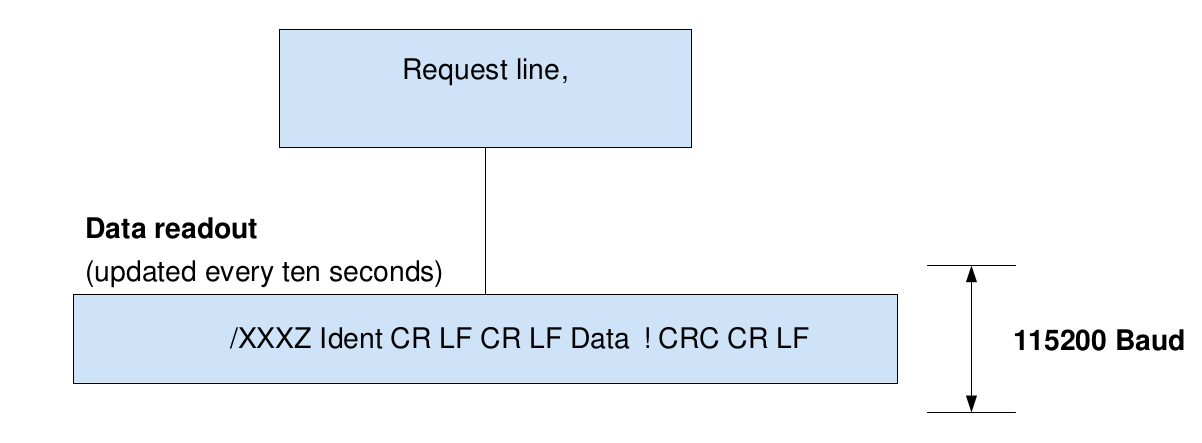 Request line,
Data readout
(updated every ten seconds)
/XXXZ Ident CR LF CR LF Data ! CRC CR LF
115200 Baud